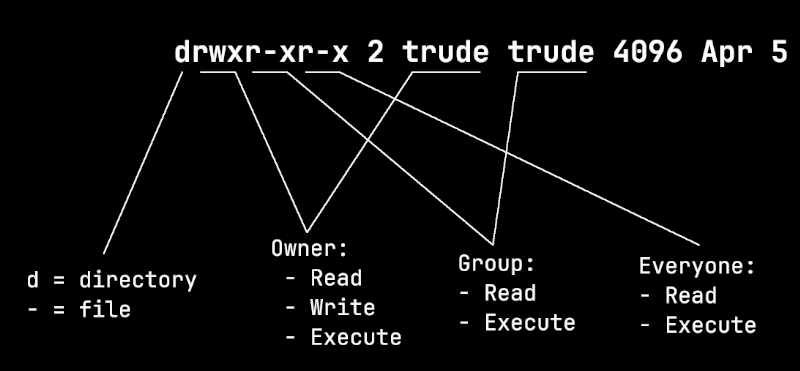 drwxr-xr-x 2 trude trude 4096 Apr 5
d = directory
- = file
Owner:
- Read
- Write
- Execute
Group:
- Read
- Execute
Everyone:
- Read
- Execute